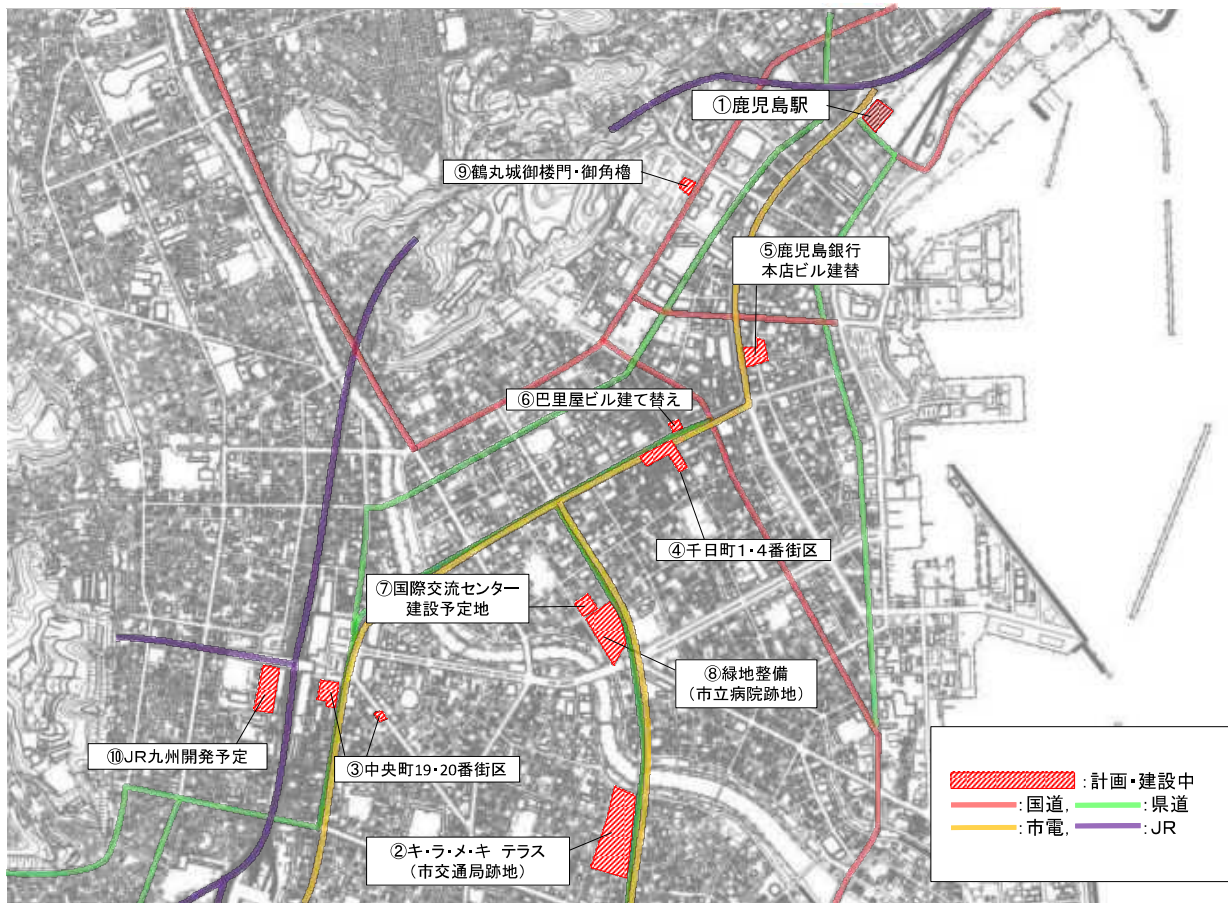 ①鹿児島駅
⑨鶴丸城御楼門・御角櫓
⑤鹿児島銀行
本店ビル建替
⑥巴里屋ビル建て替え
④千日町1・4番街区
⑦国際交流センター
建設予定地
⑧緑地整備
(市立病院跡地)
⑩JR九州開発予定
③中央町19・20番街区
②キ・ラ・メ・キ テラス
(市交通局跡地)
:計画・建設中
:国道, :県道
:市電, :JR